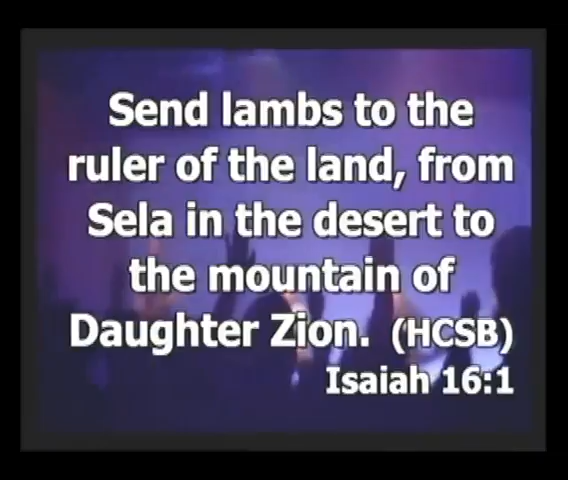 Send lambs to the
ruler of the land, from
Sela in the desert to
the mountain of
Daughter Zion. (HCSB)
Isaiah 16:1